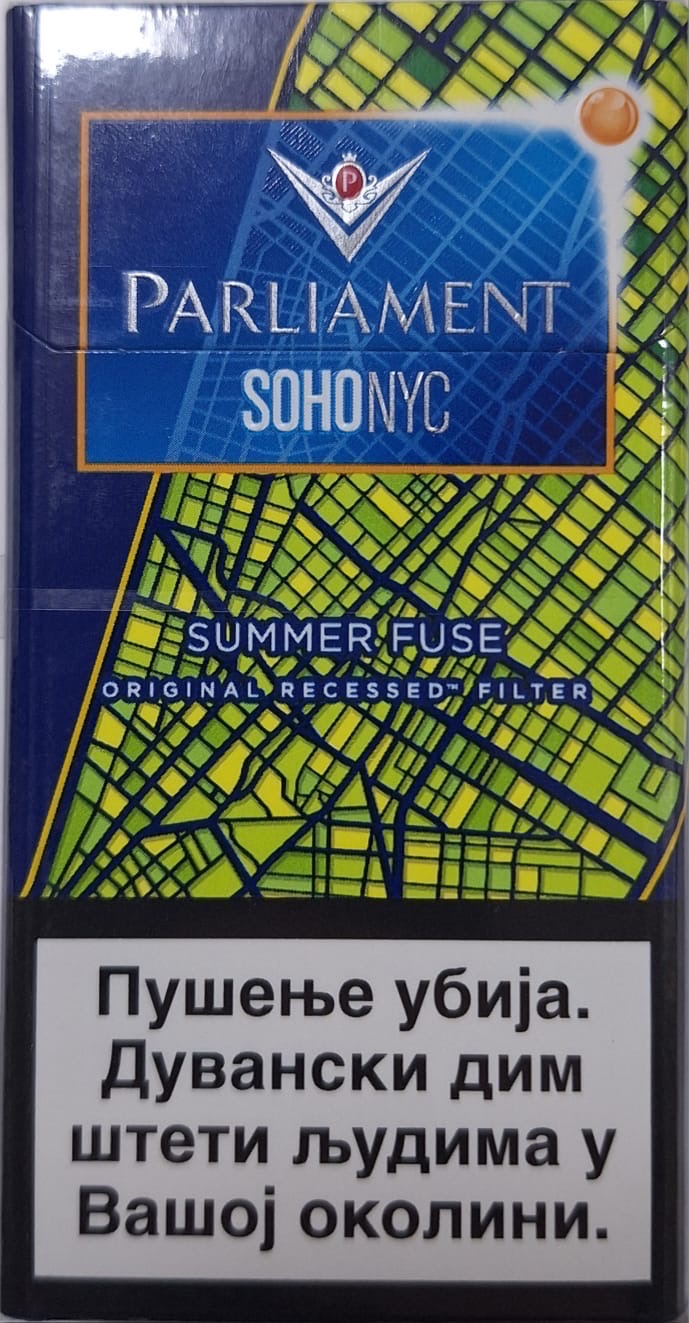 P
PARLIAMENT
SOHO NYC
SUMMER FUSE
ORIGINAL RECESSED™ FILTER
Пушење убија.
Дувански дим
штети људима у
Вашој околини.